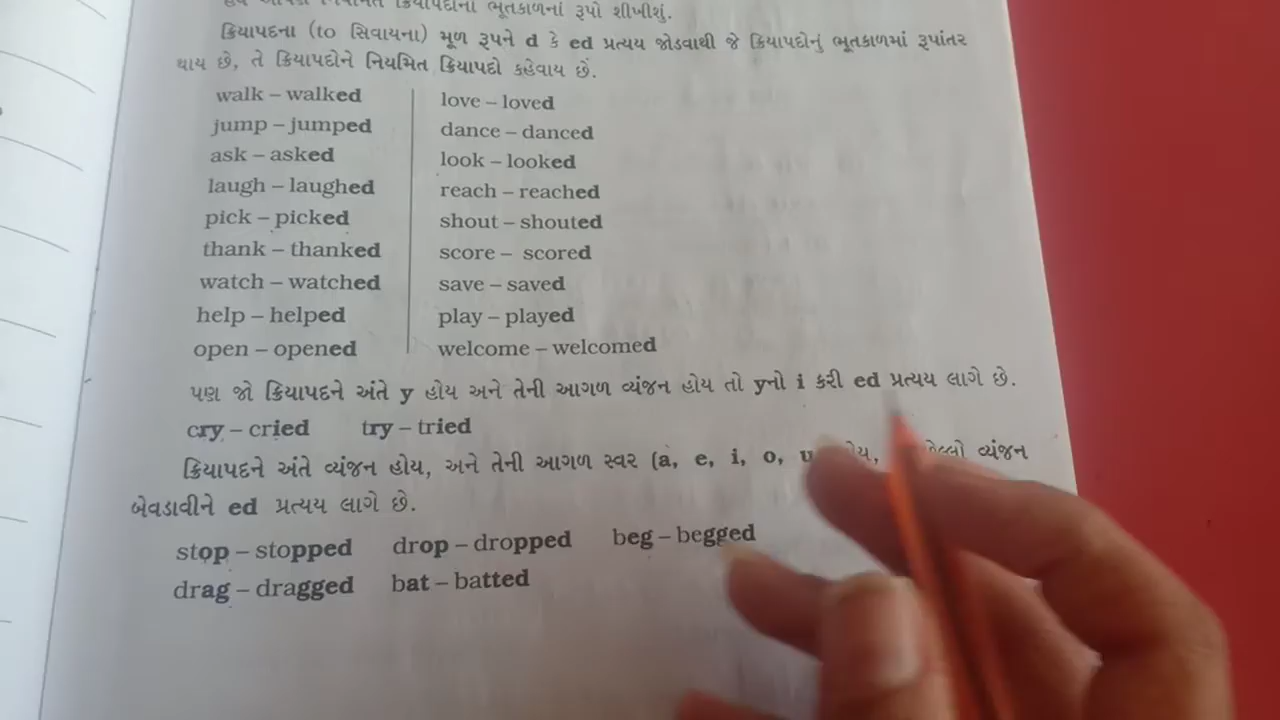 ક્રિયાપદોના ભૂતકાળનાં રૂપો શીખીશું.
ક્રિયાપદના (to સિવાયના) મૂળ રૂપને d કે ed પ્રત્યય જોડવાથી જે ક્રિયાપદોનું ભૂતકાળમાં રૂપાંતર
થાય છે, તે ક્રિયાપદોને નિયમિત ક્રિયાપદો કહેવાય છે.
walk – walked love – loved
jump – jumped dance – danced
ask – asked look – looked
laugh – laughed reach – reached
pick – picked shout – shouted
thank – thanked score – scored
watch – watched save – saved
help – helped play – played
open – opened welcome – welcomed
પણ જો ક્રિયાપદને અંતે y હોય અને તેની આગળ વ્યંજન હોય તો yનો i કરી ed પ્રત્યય લાગે છે.
cry – cried try – tried
ક્રિયાપદને અંતે વ્યંજન હોય, અને તેની આગળ સ્વર (a, e, i, o, u વ્યંજન
બેવડાવીને ed પ્રત્યય લાગે છે.
stop – stopped drop – dropped beg – begged
drag – dragged bat – batted